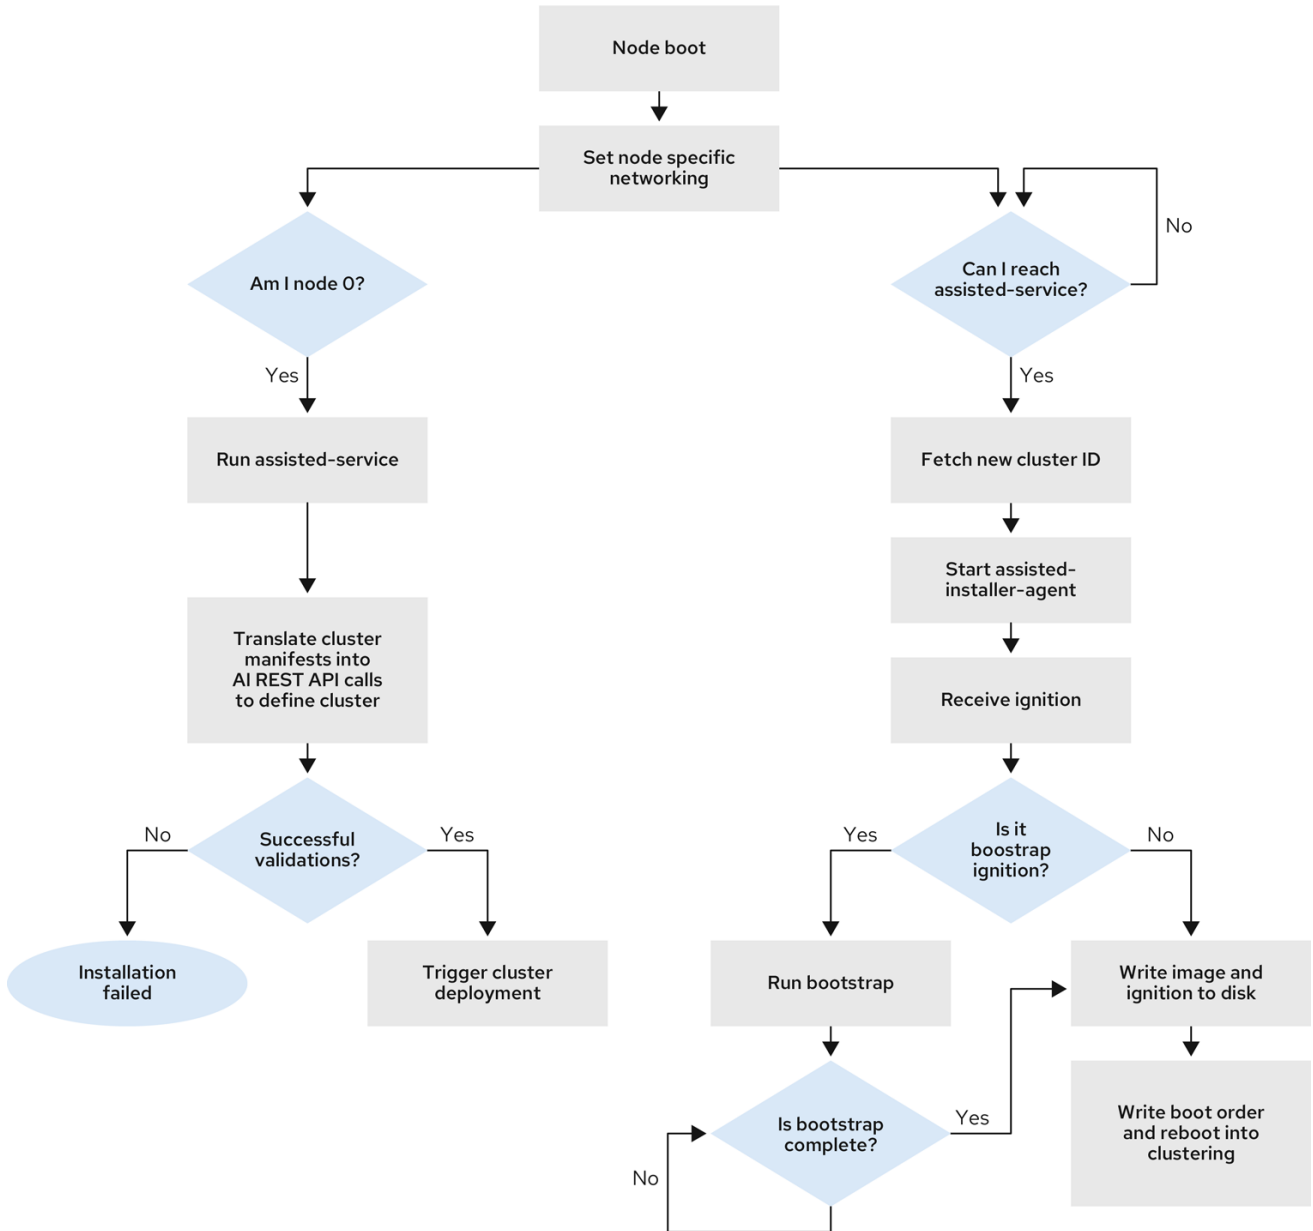 Node boot
Set node specific
networking
No
Am I node 0?
Can I reach
assisted-service?
Yes
Yes
Run assisted-service
Fetch new cluster ID
Start assisted-
installer-agent
Translate cluster
manifests into
AI REST API calls
to define cluster
Receive ignition
No
Successful
validations?
Yes
Yes
Is it
boostrap
ignition?
No
Installation
failed
Trigger cluster
deployment
Run bootstrap
Write image and
ignition to disk
Is bootstrap
complete?
Yes
No
Write boot order
and reboot into
clustering